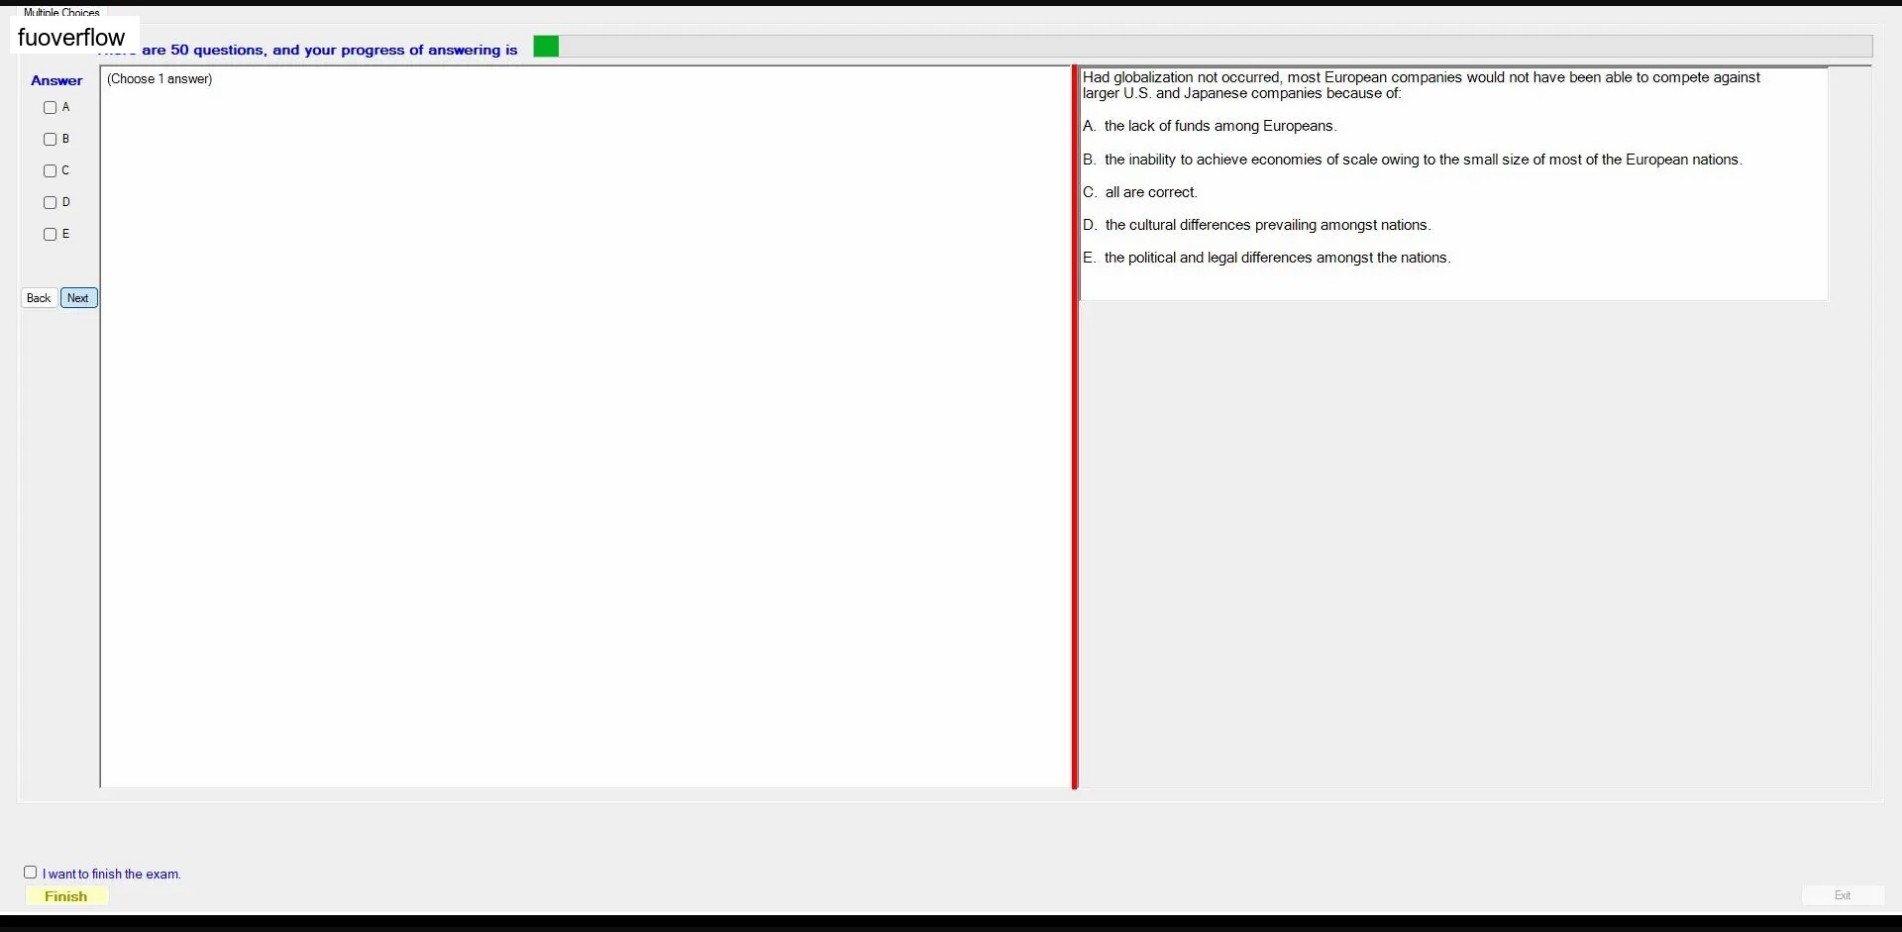 Multiple Choices
fuoverflow
are 50 questions, and your progress of answering is
Answer
(Choose 1 answer)
A
B
C
D
E
Back Next
Had globalization not occurred, most European companies would not have been able to compete against
larger U.S. and Japanese companies because of:
A. the lack of funds among Europeans.
B. the inability to achieve economies of scale owing to the small size of most of the European nations.
C. all are correct.
D. the cultural differences prevailing amongst nations.
E. the political and legal differences amongst the nations.
I want to finish the exam.
Finish
Exit